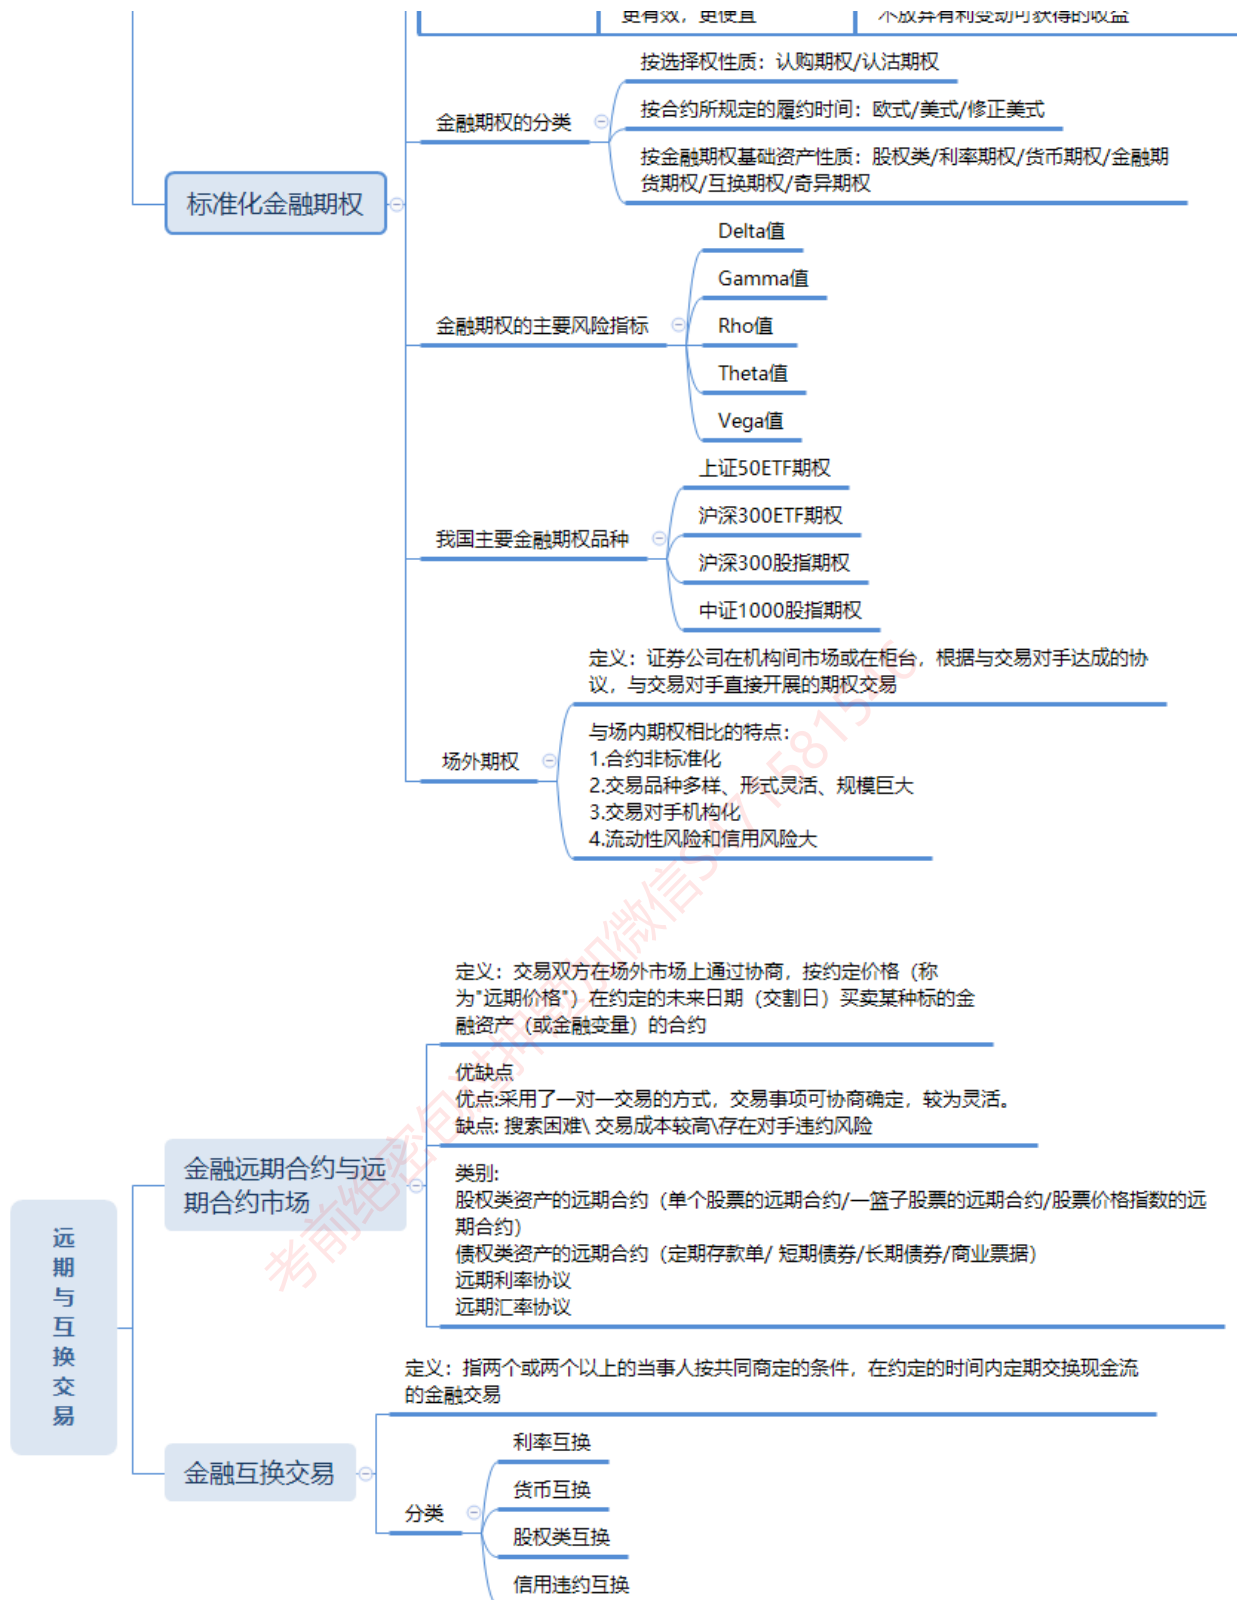 更有效，更便宜
不放弃有利变动可获得的收益
按选择权性质：认购期权/认沽期权
金融期权的分类
按合约所规定的履约时间：欧式/美式/修正美式
按金融期权基础资产性质：股权类/利率期权/货币期权/金融期
货期权/互换期权/奇异期权
标准化金融期权
Delta值
Gamma值
金融期权的主要风险指标
Rho值
Theta值
Vega值
上证50ETF期权
沪深300ETF期权
我国主要金融期权品种
沪深300股指期权
中证1000股指期权
定义：证券公司在机构间市场或在柜台，根据与交易对手达成的协
议，与交易对手直接开展的期权交易
场外期权
与场内期权相比的特点：
1.合约非标准化
2.交易品种多样、形式灵活、规模巨大
3.交易对手机构化
4.流动性风险和信用风险大
定义：交易双方在场外市场上通过协商，按约定价格（称
为"远期价格"）在约定的未来日期（交割日）买卖某种标的金
融资产（或金融变量）的合约
优缺点
优点:采用了一对一交易的方式，交易事项可协商确定，较为灵活。
缺点: 搜素困难\ 交易成本较高\存在对手违约风险
金融远期合约与远
期合约市场
类别:
股权类资产的远期合约（单个股票的远期合约/一篮子股票的远期合约/股票价格指数的远
期合约）
债权类资产的远期合约（定期存款单/ 短期债券/长期债券/商业票据）
远期利率协议
远期汇率协议
远期与互换交易
定义：指两个或两个以上的当事人按共同商定的条件，在约定的时间内定期交换现金流
的金融交易
金融互换交易
分类
利率互换
货币互换
股权类互换
信用违约互换